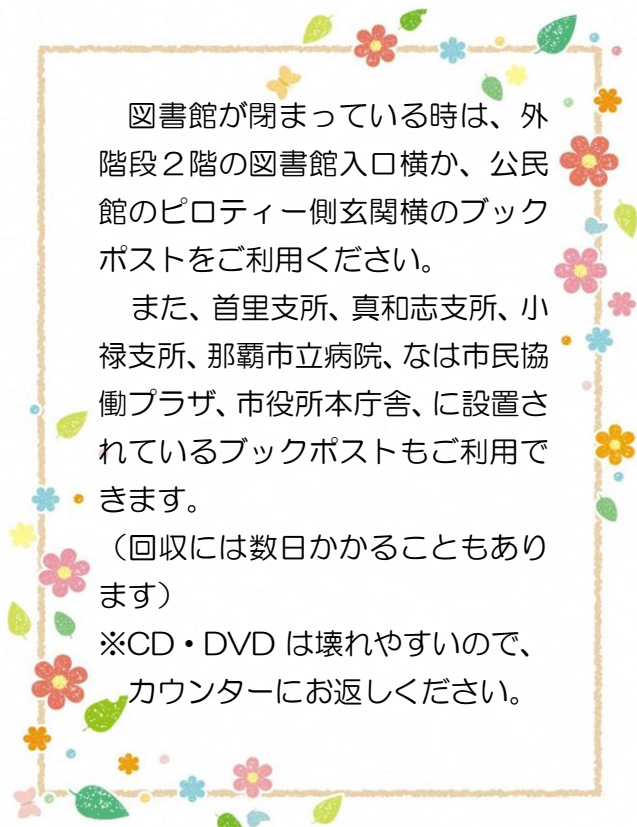 図書館が閉まっている時は、外
階段２階の図書館入口横か、公民
館のピロティー側玄関横のブック
ポストをご利用ください。
　また、首里支所、真和志支所、小
禄支所、那覇市立病院、なは市民協
働プラザ、市役所本庁舎、に設置さ
れているブックポストもご利用で
きます。
（回収には数日かかることもあり
ます）
※CD・DVD は壊れやすいので、
　カウンターにお返しください。